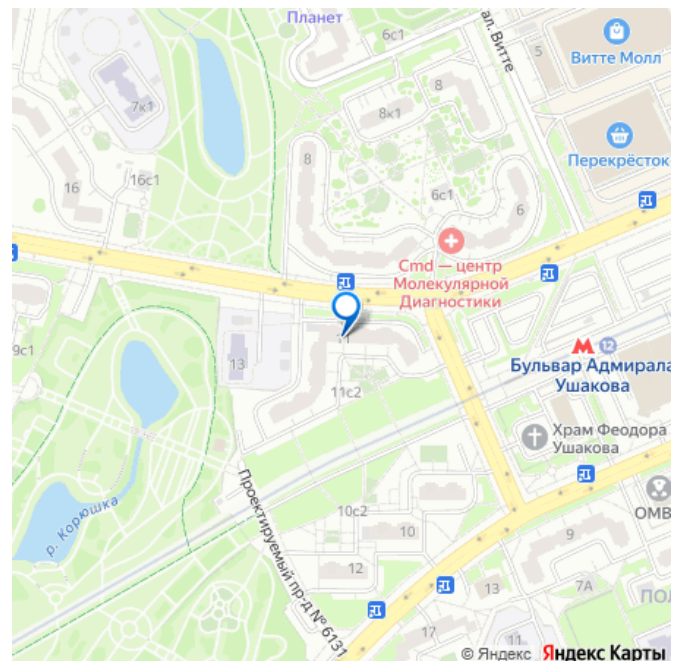 Планет
6с1
ал. Витте
5
Витте Молл
7к1
8
8к1
Перекрёсток
8
16с1
16
6с1
6
Cmd — центр
Молекулярной
Диагностики
9с1
13
12
Бульвар Адмирала
Ушакова
11с2
Храм Феодора
Ушакова
р. Корюшка
Проектируемый пр-д № 6131
10с2
10
ОМВ
9
12
13
7А
ПО
17
11
© Яндекс Яндекс Карты